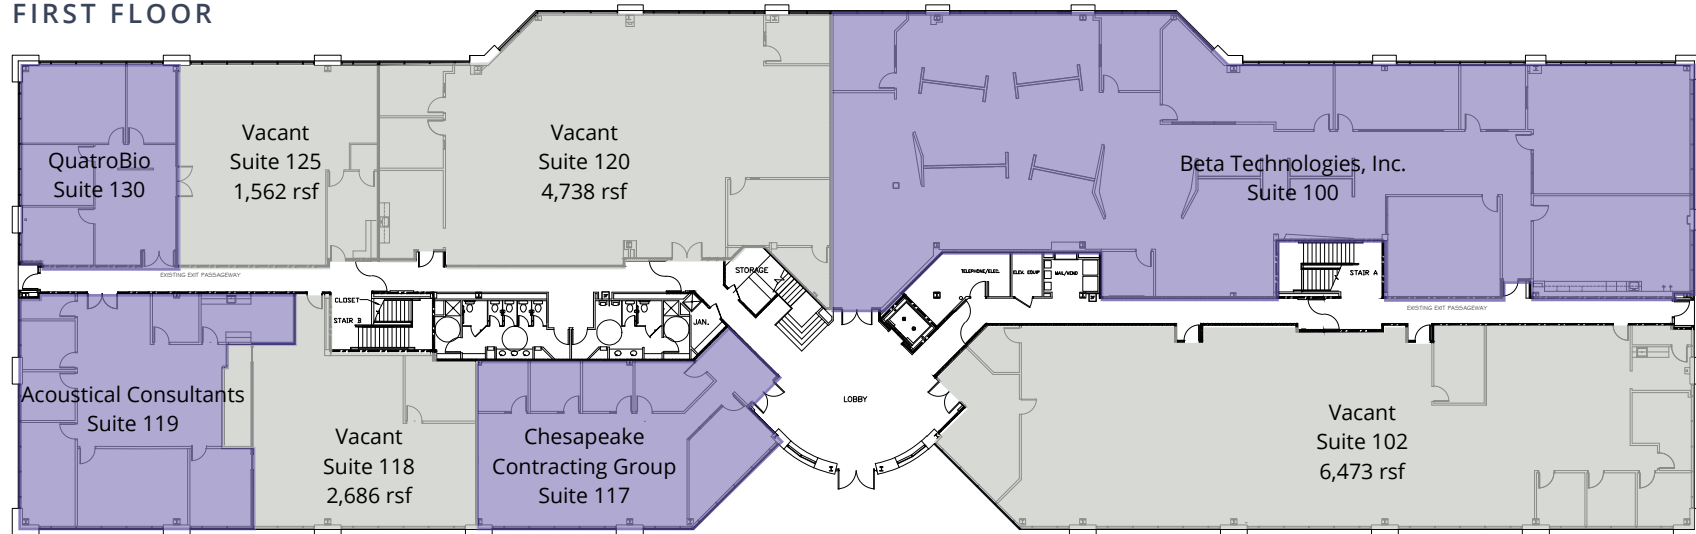 FIRST FLOOR
QuatroBio
Suite 130
Vacant
Suite 125
1,562 rsf
Vacant
Suite 120
4,738 rsf
Beta Technologies, Inc.
Suite 100
EXISTING EXIT PASSAGEWAY
STORAGE
TELEPHONE/ELEC.
ELEV. EQUIP
MAIL/VEND
STAIR A
EXISTING EXIT PASSAGEWAY
CLOSET
STAIR B
JAN.
LOBBY
Acoustical Consultants
Suite 119
Vacant
Suite 118
2,686 rsf
Chesapeake
Contracting Group
Suite 117
Vacant
Suite 102
6,473 rsf